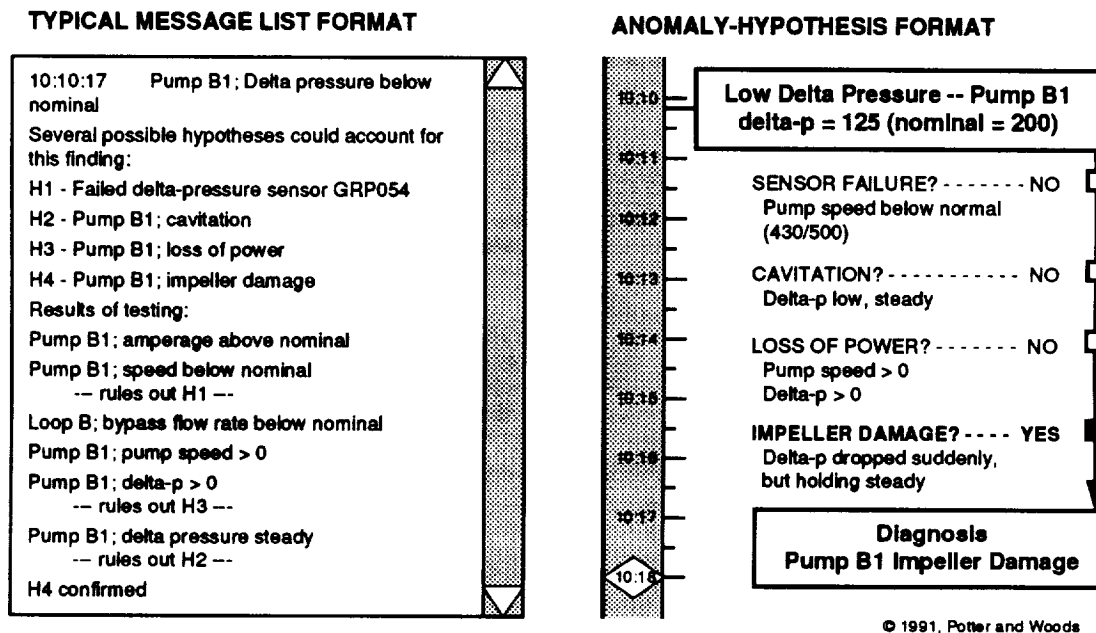 TYPICAL MESSAGE LIST FORMAT
10:10:17 Pump B1; Delta pressure below
nominal
Several possible hypotheses could account for
this finding:
H1 - Failed delta-pressure sensor GRP054
H2 - Pump B1; cavitation
H3 - Pump B1; loss of power
H4 - Pump B1; impeller damage
Results of testing:
Pump B1; amperage above nominal
Pump B1; speed below nominal
--- rules out H1 ---
Loop B; bypass flow rate below nominal
Pump B1; pump speed > 0
Pump B1; delta-p > 0
--- rules out H3 ---
Pump B1; delta pressure steady
--- rules out H2 ---
H4 confirmed
ANOMALY-HYPOTHESIS FORMAT
10:10
10:11
10:12
10:13
10:14
10:15
10:16
10:17
10:18
Low Delta Pressure -- Pump B1
delta-p = 125 (nominal = 200)
SENSOR FAILURE? - - - - - - - NO
Pump speed below normal
(430/500)
CAVITATION? - - - - - - - - - - - NO
Delta-p low, steady
LOSS OF POWER? - - - - - - - NO
Pump speed > 0
Delta-p > 0
IMPELLER DAMAGE? - - - - YES
Delta-p dropped suddenly,
but holding steady
Diagnosis
Pump B1 Impeller Damage
© 1991, Potter and Woods